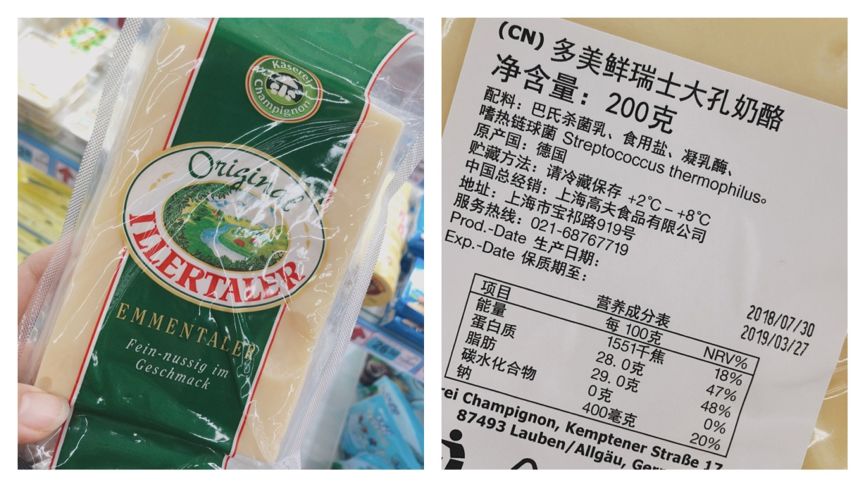 Käserei
Champignon
Original
ILLERTALER
EMMENTALER
Fein-nussig im
Geschmack
(CN) 多美鲜瑞士大孔奶酪
净含量：200克
配料：巴氏杀菌乳、食用盐、凝乳酶、
嗜热链球菌 Streptococcus thermophilus。
原产国：德国
贮藏方法：请冷藏保存 +2℃ – +8℃
中国总经销：上海高夫食品有限公司
地址：上海市宝祁路919号
服务热线：021-68767719
Prod.-Date 生产日期： 2018/07/30
Exp.-Date 保质期至： 2019/03/27
营养成分表
项目 每 100克 NRV%
能量 1551千焦 18%
蛋白质 28. 0克 47%
脂肪 29. 0克 48%
碳水化合物 0克 0%
钠 400毫克 20%
rei Champignon, Kemptener Straße 17
87493 Lauben/Allgäu, Ger